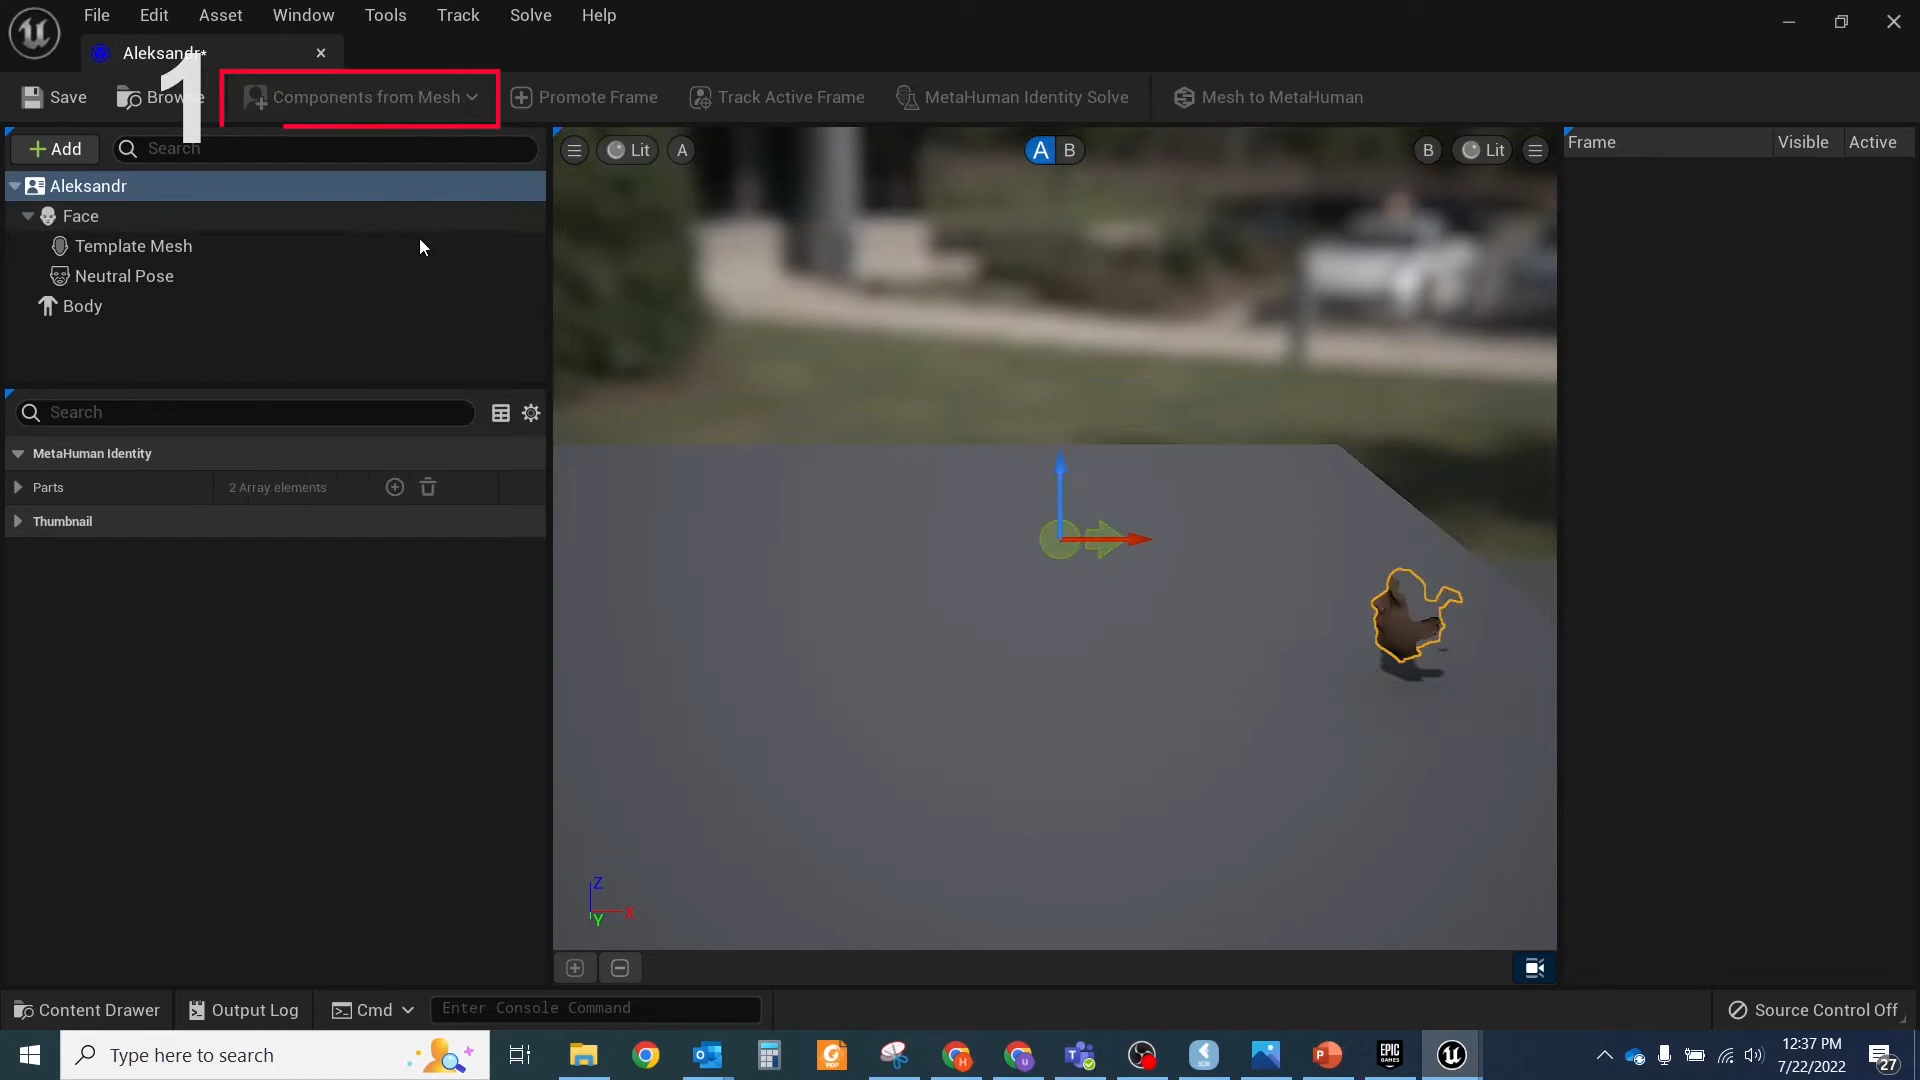 File Edit Asset Window Tools Track Solve Help
Aleksandr*
1
Save Browse Components from Mesh Promote Frame Track Active Frame MetaHuman Identity Solve Mesh to MetaHuman
Add Search
Lit A A B B Lit
Frame Visible Active
Aleksandr
Face
Template Mesh
Neutral Pose
Body
Search
MetaHuman Identity
Parts 2 Array elements
Thumbnail
Z
X
Y
Content Drawer Output Log Cmd Enter Console Command Source Control Off
Type here to search
EPIC GAMES
12:37 PM
7/22/2022
27